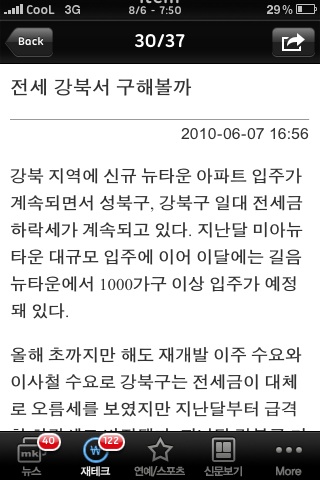 CooL 3G
8/6 - 7:50
29%
Back
30/37
전세 강북서 구해볼까
2010-06-07 16:56
강북 지역에 신규 뉴타운 아파트 입주가
계속되면서 성북구, 강북구 일대 전세금
하락세가 계속되고 있다. 지난달 미아뉴
타운 대규모 입주에 이어 이달에는 길음
뉴타운에서 1000가구 이상 입주가 예정
돼 있다.
올해 초까지만 해도 재개발 이주 수요와
이사철 수요로 강북구는 전세금이 대체
로 오름세를 보였지만 지난달부터 급격
mk 40
122
뉴스
재테크
연예/스포츠
신문보기
More